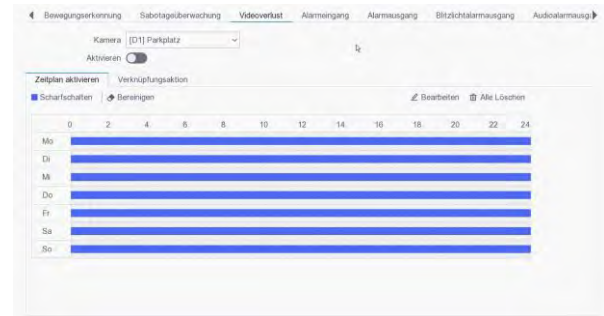 Bewegungserkennung Sabotageüberwachung Videoverlust Alarmeingang Alarmausgang Blitzlichtalarmausgang Audioalarmausg
Kamera [D1] Parkplatz
Aktivieren
Zeitplan aktivieren Verknüpfungsaktion
Scharfschalten Bereinigen Bearbeiten Alle Löschen
0 2 4 6 8 10 12 14 16 18 20 22 24
Mo
Di
Mi
Do
Fr
Sa
So